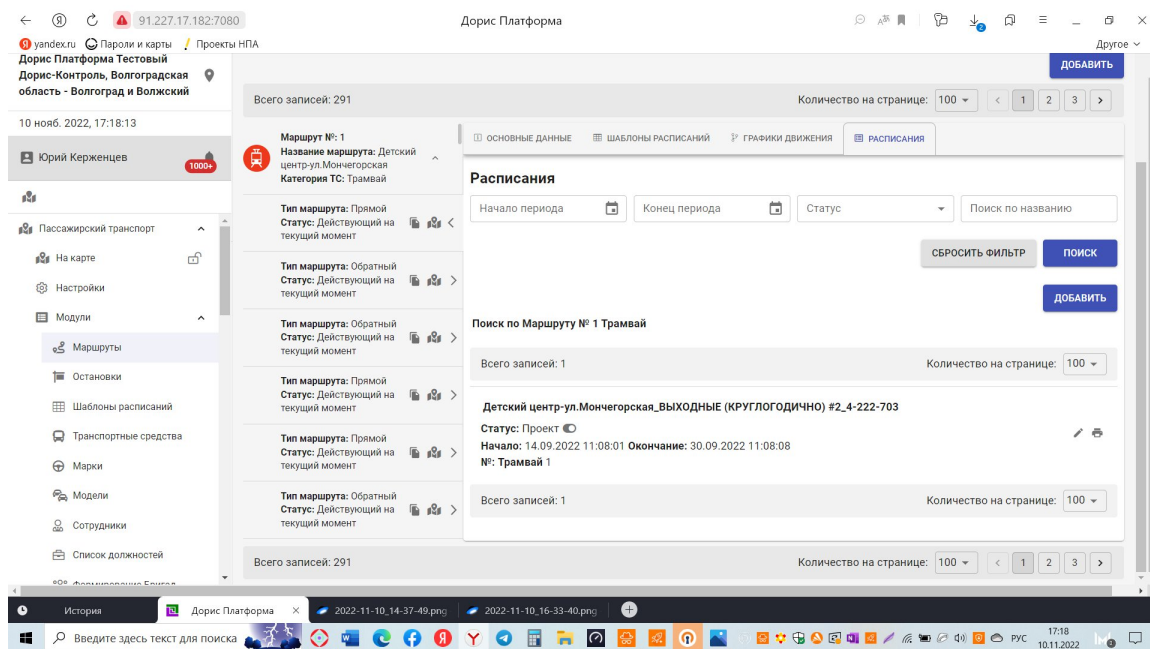 91.227.17.182:7080
Дорис Платформа
yandex.ru
Пароли и карты
Проекты НПА
Другое
Дорис Платформа Тестовый
Дорис-Контроль, Волгоградская
область - Волгоград и Волжский
10 нояб. 2022, 17:18:13
Юрий Керженцев
1000+
Пассажирский транспорт
На карте
Настройки
Модули
Маршруты
Остановки
Шаблоны расписаний
Транспортные средства
Марки
Модели
Сотрудники
Список должностей
Формирование Бригад
ДОБАВИТЬ
Всего записей: 291
Количество на странице: 100
1 2 3
Маршрут №: 1
Название маршрута: Детский
центр-ул.Мончегорская
Категория ТС: Трамвай
Тип маршрута: Прямой
Статус: Действующий на
текущий момент
Тип маршрута: Обратный
Статус: Действующий на
текущий момент
Тип маршрута: Обратный
Статус: Действующий на
текущий момент
Тип маршрута: Прямой
Статус: Действующий на
текущий момент
Тип маршрута: Прямой
Статус: Действующий на
текущий момент
Тип маршрута: Обратный
Статус: Действующий на
текущий момент
ОСНОВНЫЕ ДАННЫЕ
ШАБЛОНЫ РАСПИСАНИЙ
ГРАФИКИ ДВИЖЕНИЯ
РАСПИСАНИЯ
Расписания
Начало периода
Конец периода
Статус
Поиск по названию
СБРОСИТЬ ФИЛЬТР
ПОИСК
ДОБАВИТЬ
Поиск по Маршруту № 1 Трамвай
Всего записей: 1
Количество на странице: 100
Детский центр-ул.Мончегорская_ВЫХОДНЫЕ (КРУГЛОГОДИЧНО) #2_4-222-703
Статус: Проект
Начало: 14.09.2022 11:08:01 Окончание: 30.09.2022 11:08:08
№: Трамвай 1
Всего записей: 1
Количество на странице: 100
Всего записей: 291
Количество на странице: 100
1 2 3
История
Дорис Платформа
2022-11-10_14-37-49.png
2022-11-10_16-33-40.png
Введите здесь текст для поиска
РУС
17:18
10.11.2022